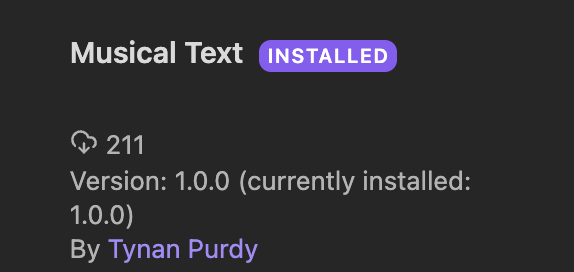 Musical Text INSTALLED
211
Version: 1.0.0 (currently installed:
1.0.0)
By Tynan Purdy